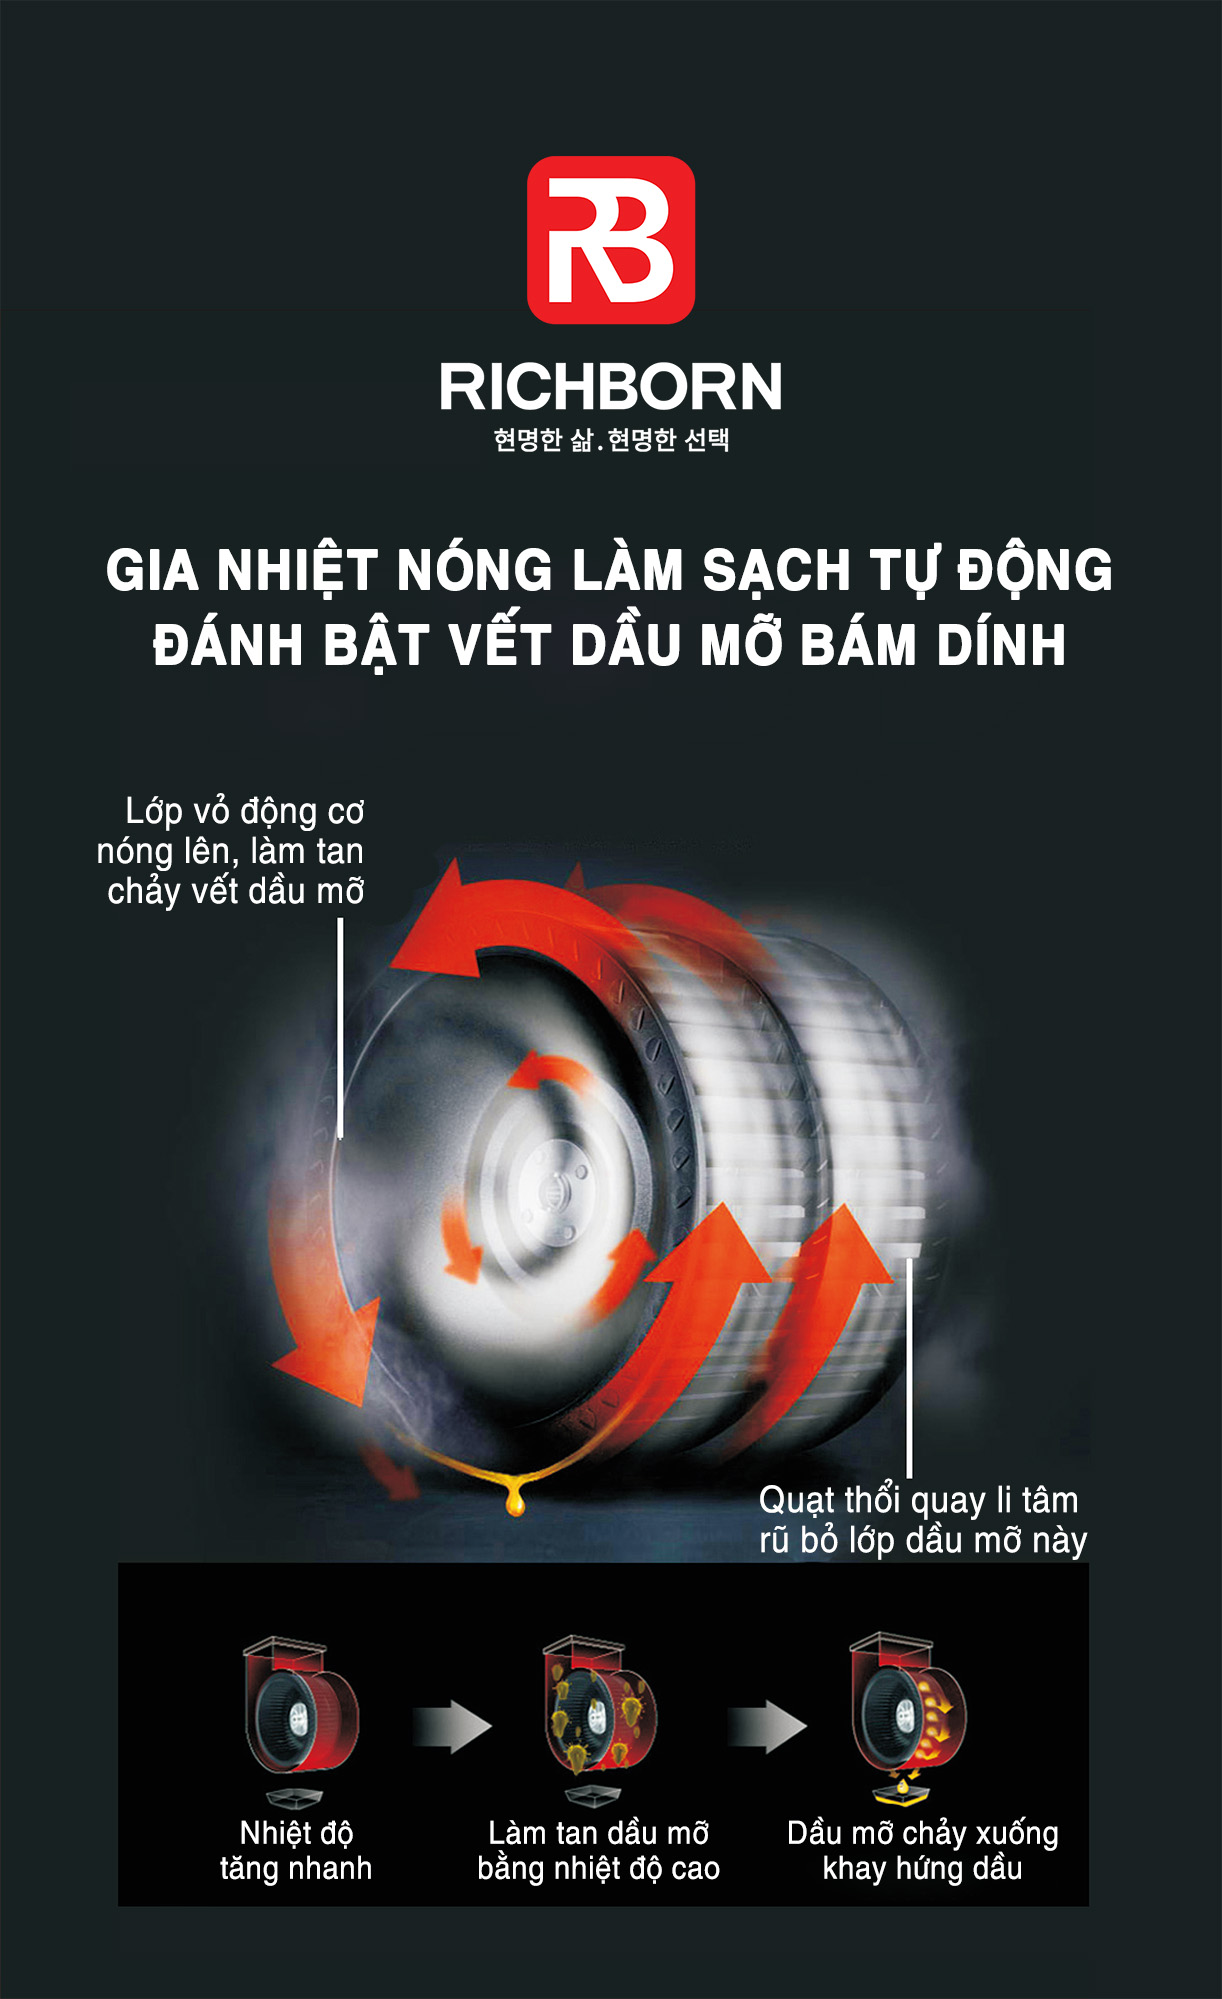 RB
RICHBORN
현명한 삶.현명한 선택
GIA NHIỆT NÓNG LÀM SẠCH TỰ ĐỘNG
ĐÁNH BẬT VẾT DẦU MỠ BÁM DÍNH
Lớp vỏ động cơ
nóng lên, làm tan
chảy vết dầu mỡ
Quạt thổi quay li tâm
rũ bỏ lớp dầu mỡ này
Nhiệt độ
tăng nhanh
Làm tan dầu mỡ
bằng nhiệt độ cao
Dầu mỡ chảy xuống
khay hứng dầu